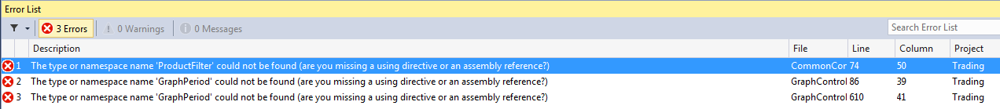 Error List
3 Errors 0 Warnings 0 Messages Search Error List
Description File Line Column Project
1 The type or namespace name 'ProductFilter' could not be found (are you missing a using directive or an assembly reference?) CommonCor 74 50 Trading
2 The type or namespace name 'GraphPeriod' could not be found (are you missing a using directive or an assembly reference?) GraphControl 86 39 Trading
3 The type or namespace name 'GraphPeriod' could not be found (are you missing a using directive or an assembly reference?) GraphControl 610 41 Trading